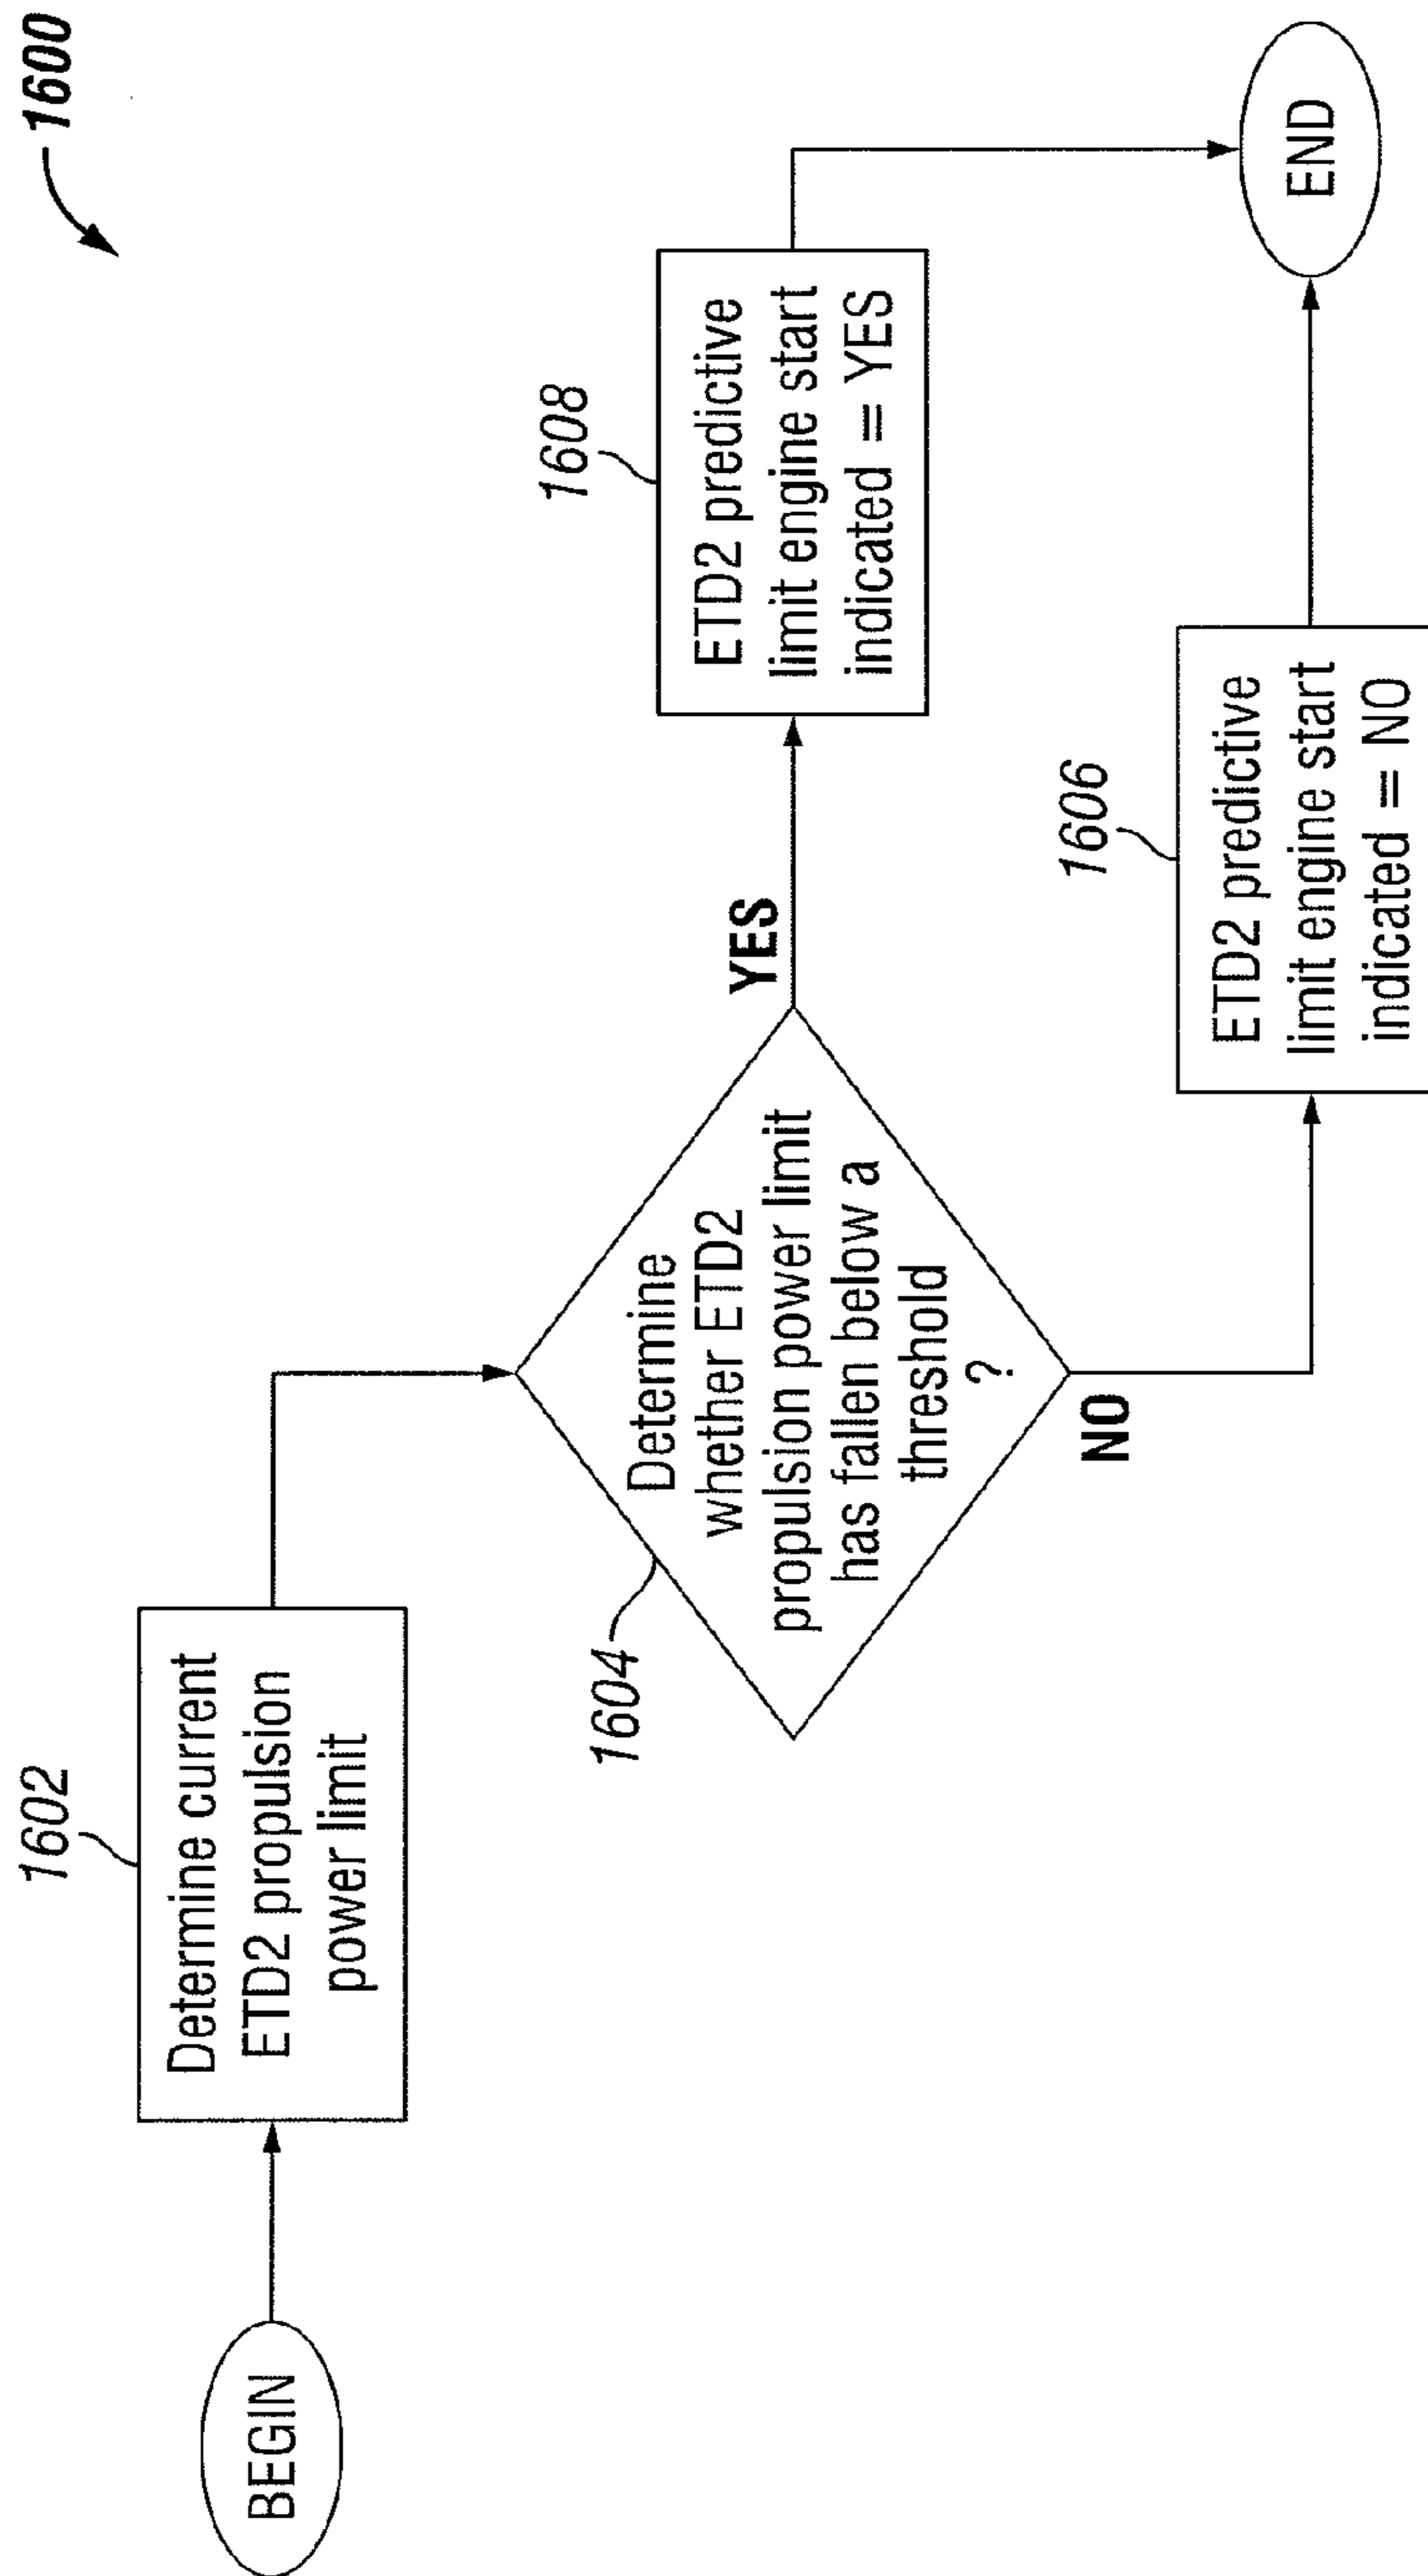 1600
BEGIN
1602
Determine current
ETD2 propulsion
power limit
1604
Determine
whether ETD2
propulsion power limit
has fallen below a
threshold
?
YES
1608
ETD2 predictive
limit engine start
indicated = YES
NO
1606
ETD2 predictive
limit engine start
indicated = NO
END